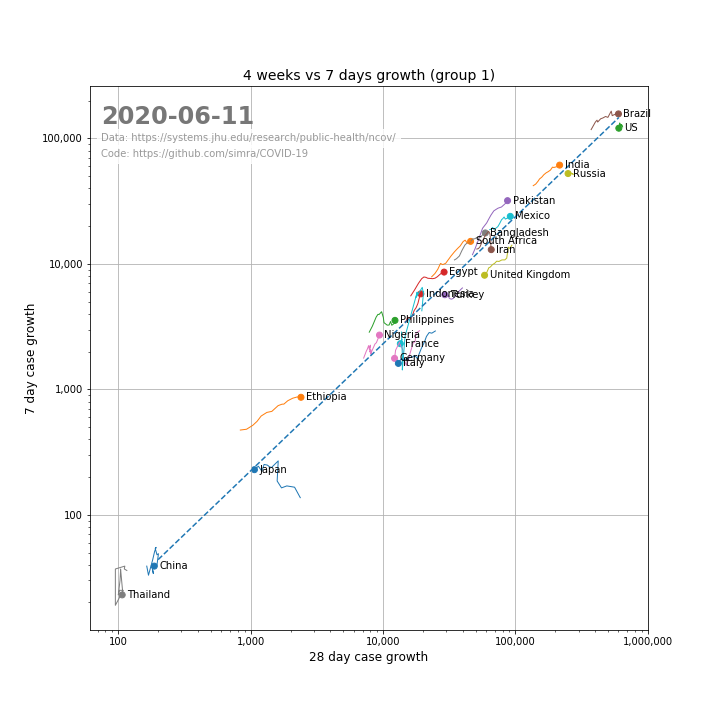 4 weeks vs 7 days growth (group 1)
2020-06-11
Data: https://systems.jhu.edu/research/public-health/ncov/
Code: https://github.com/simra/COVID-19
7 day case growth
100,000
10,000
1,000
100
Brazil
US
India
Russia
Pakistan
Mexico
Bangladesh
South Africa
Iran
Egypt
United Kingdom
Indonesia
Turkey
Philippines
Nigeria
France
Germany
Italy
Ethiopia
Japan
China
Thailand
100
1,000
10,000
100,000
1,000,000
28 day case growth